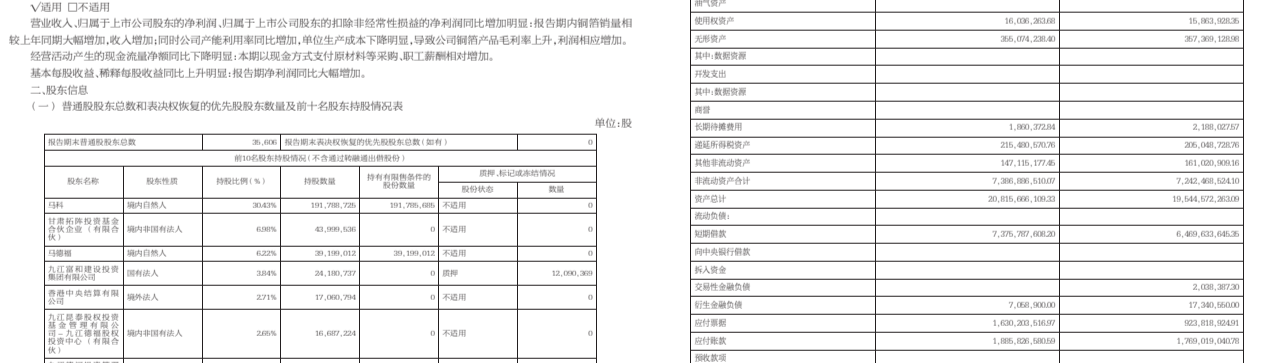 √适用 □不适用
营业收入、归属于上市公司股东的净利润、归属于上市公司股东的扣除非经常性损益的净利润同比增加明显:报告期内铜箔销量相
较上年同期大幅增加,收入增加;同时公司产能利用率同比增加,单位生产成本下降明显,导致公司铜箔产品毛利率上升,利润相应增加。
经营活动产生的现金流量净额同比下降明显:本期以现金方式支付原材料等采购、职工薪酬相对增加。
基本每股收益、稀释每股收益同比上升明显:报告期净利润同比大幅增加。
二、股东信息
(一) 普通股股东总数和表决权恢复的优先股股东数量及前十名股东持股情况表
单位:股
报告期末普通股股东总数 35,606 报告期末表决权恢复的优先股股东总数(如有) 0
前10名股东持股情况(不含通过转融通出借股份)
股东名称 股东性质 持股比例(%) 持股数量 持有有限售条件的股份数量 质押、标记或冻结情况
股份状态 数量
马科 境内自然人 30.43% 191,788,725 191,785,685 不适用 0
甘肃拓阵投资基金
合伙企业(有限合
伙)
境内非国有法人 6.98% 43,999,536 0 不适用 0
马德福 境内自然人 6.22% 39,199,012 39,199,012 不适用 0
九江富和建设投资
集团有限公司
国有法人 3.84% 24,180,737 0 质押 12,090,369
香港中央结算有限
公司
境外法人 2.71% 17,060,794 0 不适用 0
九江昆泰股权投资
基金管理有限公
司-九江德福股权
投资中心(有限合
伙)
境内非国有法人 2.65% 16,687,224 0 不适用 0
油气资产
使用权资产 16,036,263.68 15,863,928.35
无形资产 355,074,238.40 357,369,128.98
其中:数据资源
开发支出
其中:数据资源
商誉
长期待摊费用 1,860,372.84 2,188,027.57
递延所得税资产 215,480,570.76 205,048,728.76
其他非流动资产 147,115,177.45 161,020,909.16
非流动资产合计 7,386,886,510.07 7,242,468,524.10
资产总计 20,815,666,109.33 19,544,572,263.09
流动负债:
短期借款 7,375,787,608.20 6,469,633,645.35
向中央银行借款
拆入资金
交易性金融负债 2,038,387.30
衍生金融负债 7,058,900.00 17,340,550.00
应付票据 1,630,203,516.97 923,818,924.91
应付账款 1,885,826,580.59 1,769,019,040.78
预收款项